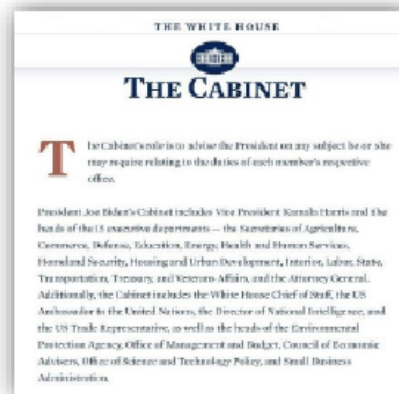 THE WHITE HOUSE
THE CABINET
The Cabinet's role is to advise the President on any subject he or she
may require relating to the duties of each member's respective
office.
President Joe Biden's Cabinet includes Vice President Kamala Harris and the
heads of the 15 executive departments — the Secretaries of Agriculture,
Commerce, Defense, Education, Energy, Health and Human Services,
Homeland Security, Housing and Urban Development, Interior, Labor, State,
Transportation, Treasury, and Veterans Affairs, and the Attorney General.
Additionally, the Cabinet includes the White House Chief of Staff, the US
Ambassador to the United Nations, the Director of National Intelligence, and
the US Trade Representative, as well as the heads of the Environmental
Protection Agency, Office of Management and Budget, Council of Economic
Advisers, Office of Science and Technology Policy, and Small Business
Administration.